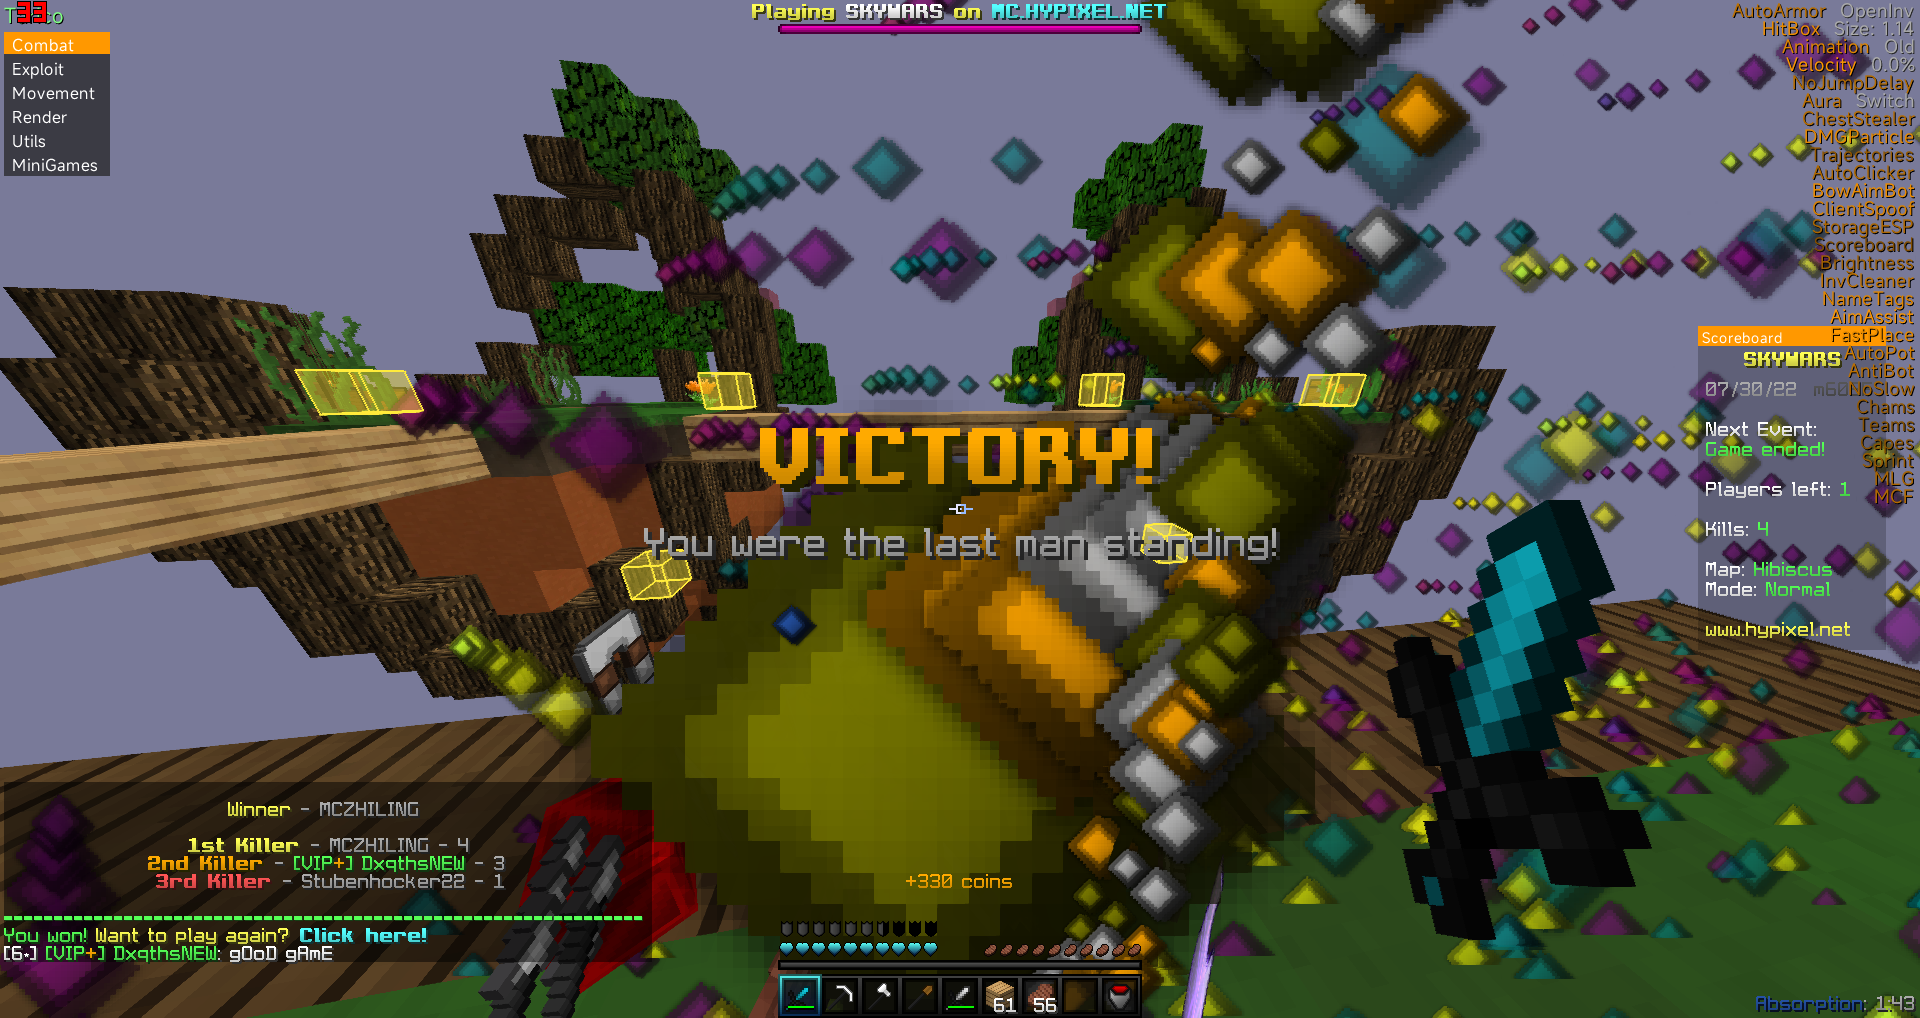 33
Playing SKYWARS on MC.HYPIXEL.NET
Combat
Exploit
Movement
Render
Utils
MiniGames
AutoArmor OpenInv
HitBox Size: 1.14
Animation Old
Velocity 0.0%
NoJumpDelay
Aura Switch
ChestStealer
DMGParticle
Trajectories
AutoClicker
BowAimBot
ClientSpoof
StorageESP
Scoreboard
Brightness
InvCleaner
NameTags
AimAssist
FastPlace
AutoPot
AntiBot
NoSlow
Chams
Teams
Capes
Sprint
MLG
MCF
Scoreboard
SKYWARS
07/30/22
Next Event:
Game ended!
Players left: 1
Kills: 4
Map: Hibiscus
Mode: Normal
www.hypixel.net
VICTORY!
You were the last man standing!
Winner - MCZHILING
1st Killer - MCZHILING - 4
2nd Killer - [VIP+] DxqthsNEW - 3
3rd Killer - Stubenhocker22 - 1
+330 coins
You won! Want to play again? Click here!
[6⋆] [VIP+] DxqthsNEW: gOoD gAmE
61
56
Absorption: 1:43